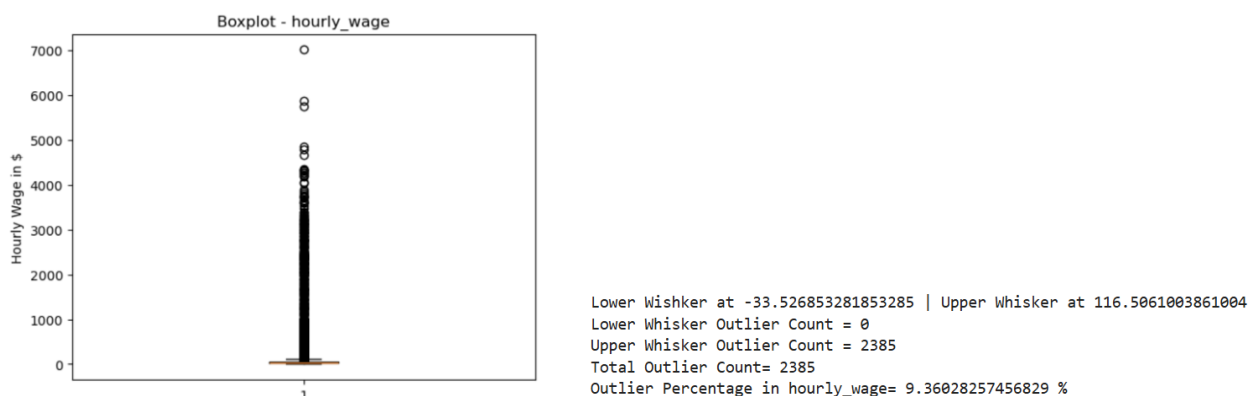 Boxplot - hourly_wage
7000
6000
5000
4000
3000
2000
1000
0
Hourly Wage in $
1
Lower Wishker at -33.526853281853285 | Upper Whisker at 116.5061003861004
Lower Whisker Outlier Count = 0
Upper Whisker Outlier Count = 2385
Total Outlier Count= 2385
Outlier Percentage in hourly_wage= 9.36028257456829 %